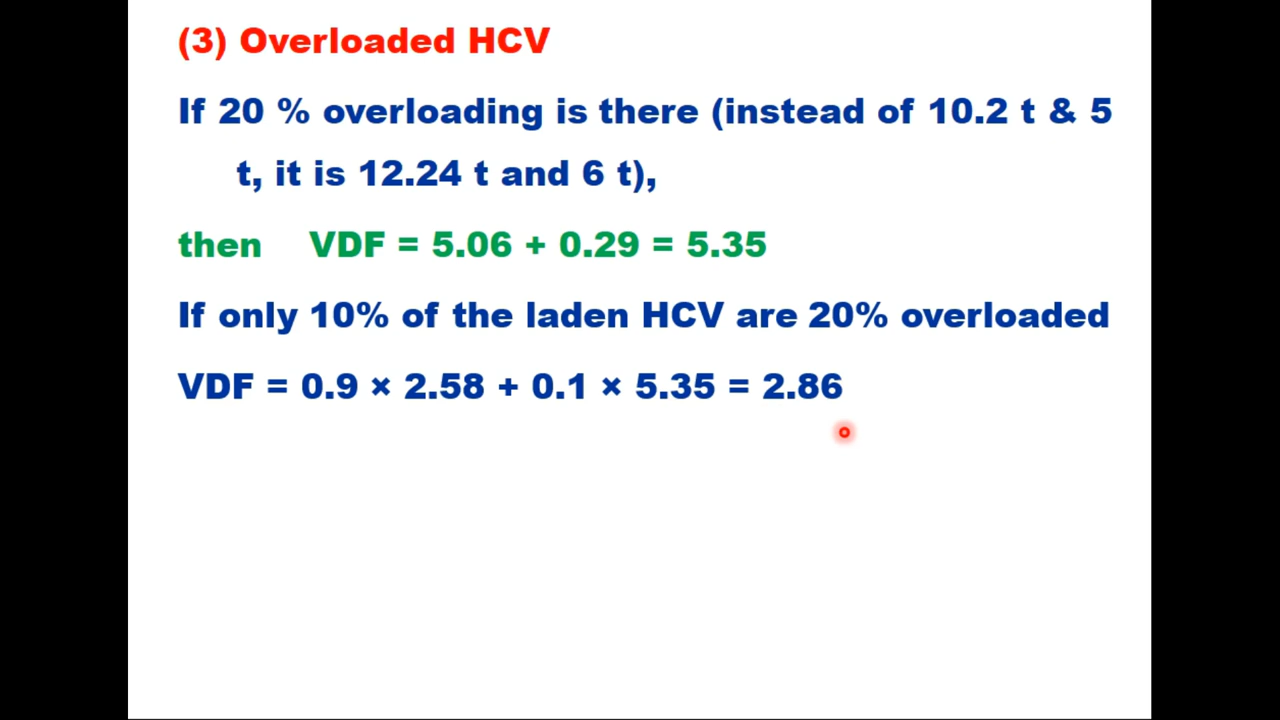 (3) Overloaded HCV
If 20 % overloading is there (instead of 10.2 t & 5
t, it is 12.24 t and 6 t),
then VDF = 5.06 + 0.29 = 5.35
If only 10% of the laden HCV are 20% overloaded
VDF = 0.9 × 2.58 + 0.1 × 5.35 = 2.86